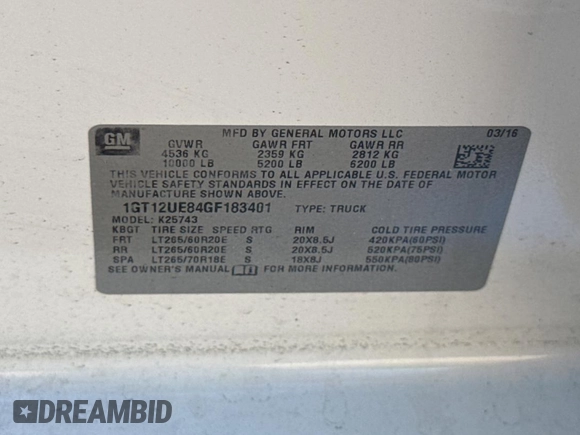 GM
MFD BY GENERAL MOTORS LLC 03/16
GVWR GAWR FRT GAWR RR
4536 KG 2359 KG 2812 KG
10000 LB 5200 LB 6200 LB
THIS VEHICLE CONFORMS TO ALL APPLICABLE U.S. FEDERAL MOTOR
VEHICLE SAFETY STANDARDS IN EFFECT ON THE DATE OF
MANUFACTURE SHOWN ABOVE.
1GT12UE84GF183401 TYPE: TRUCK
MODEL: K25743
KBGT TIRE SIZE SPEED RTG RIM COLD TIRE PRESSURE
FRT LT265/60R20E S 20X8.5J 420KPA(60PSI)
RR LT265/60R20E S 20X8.5J 520KPA(75PSI)
SPA LT265/70R18E S 18X8J 550KPA(80PSI)
SEE OWNER'S MANUAL FOR MORE INFORMATION
DREAMBID